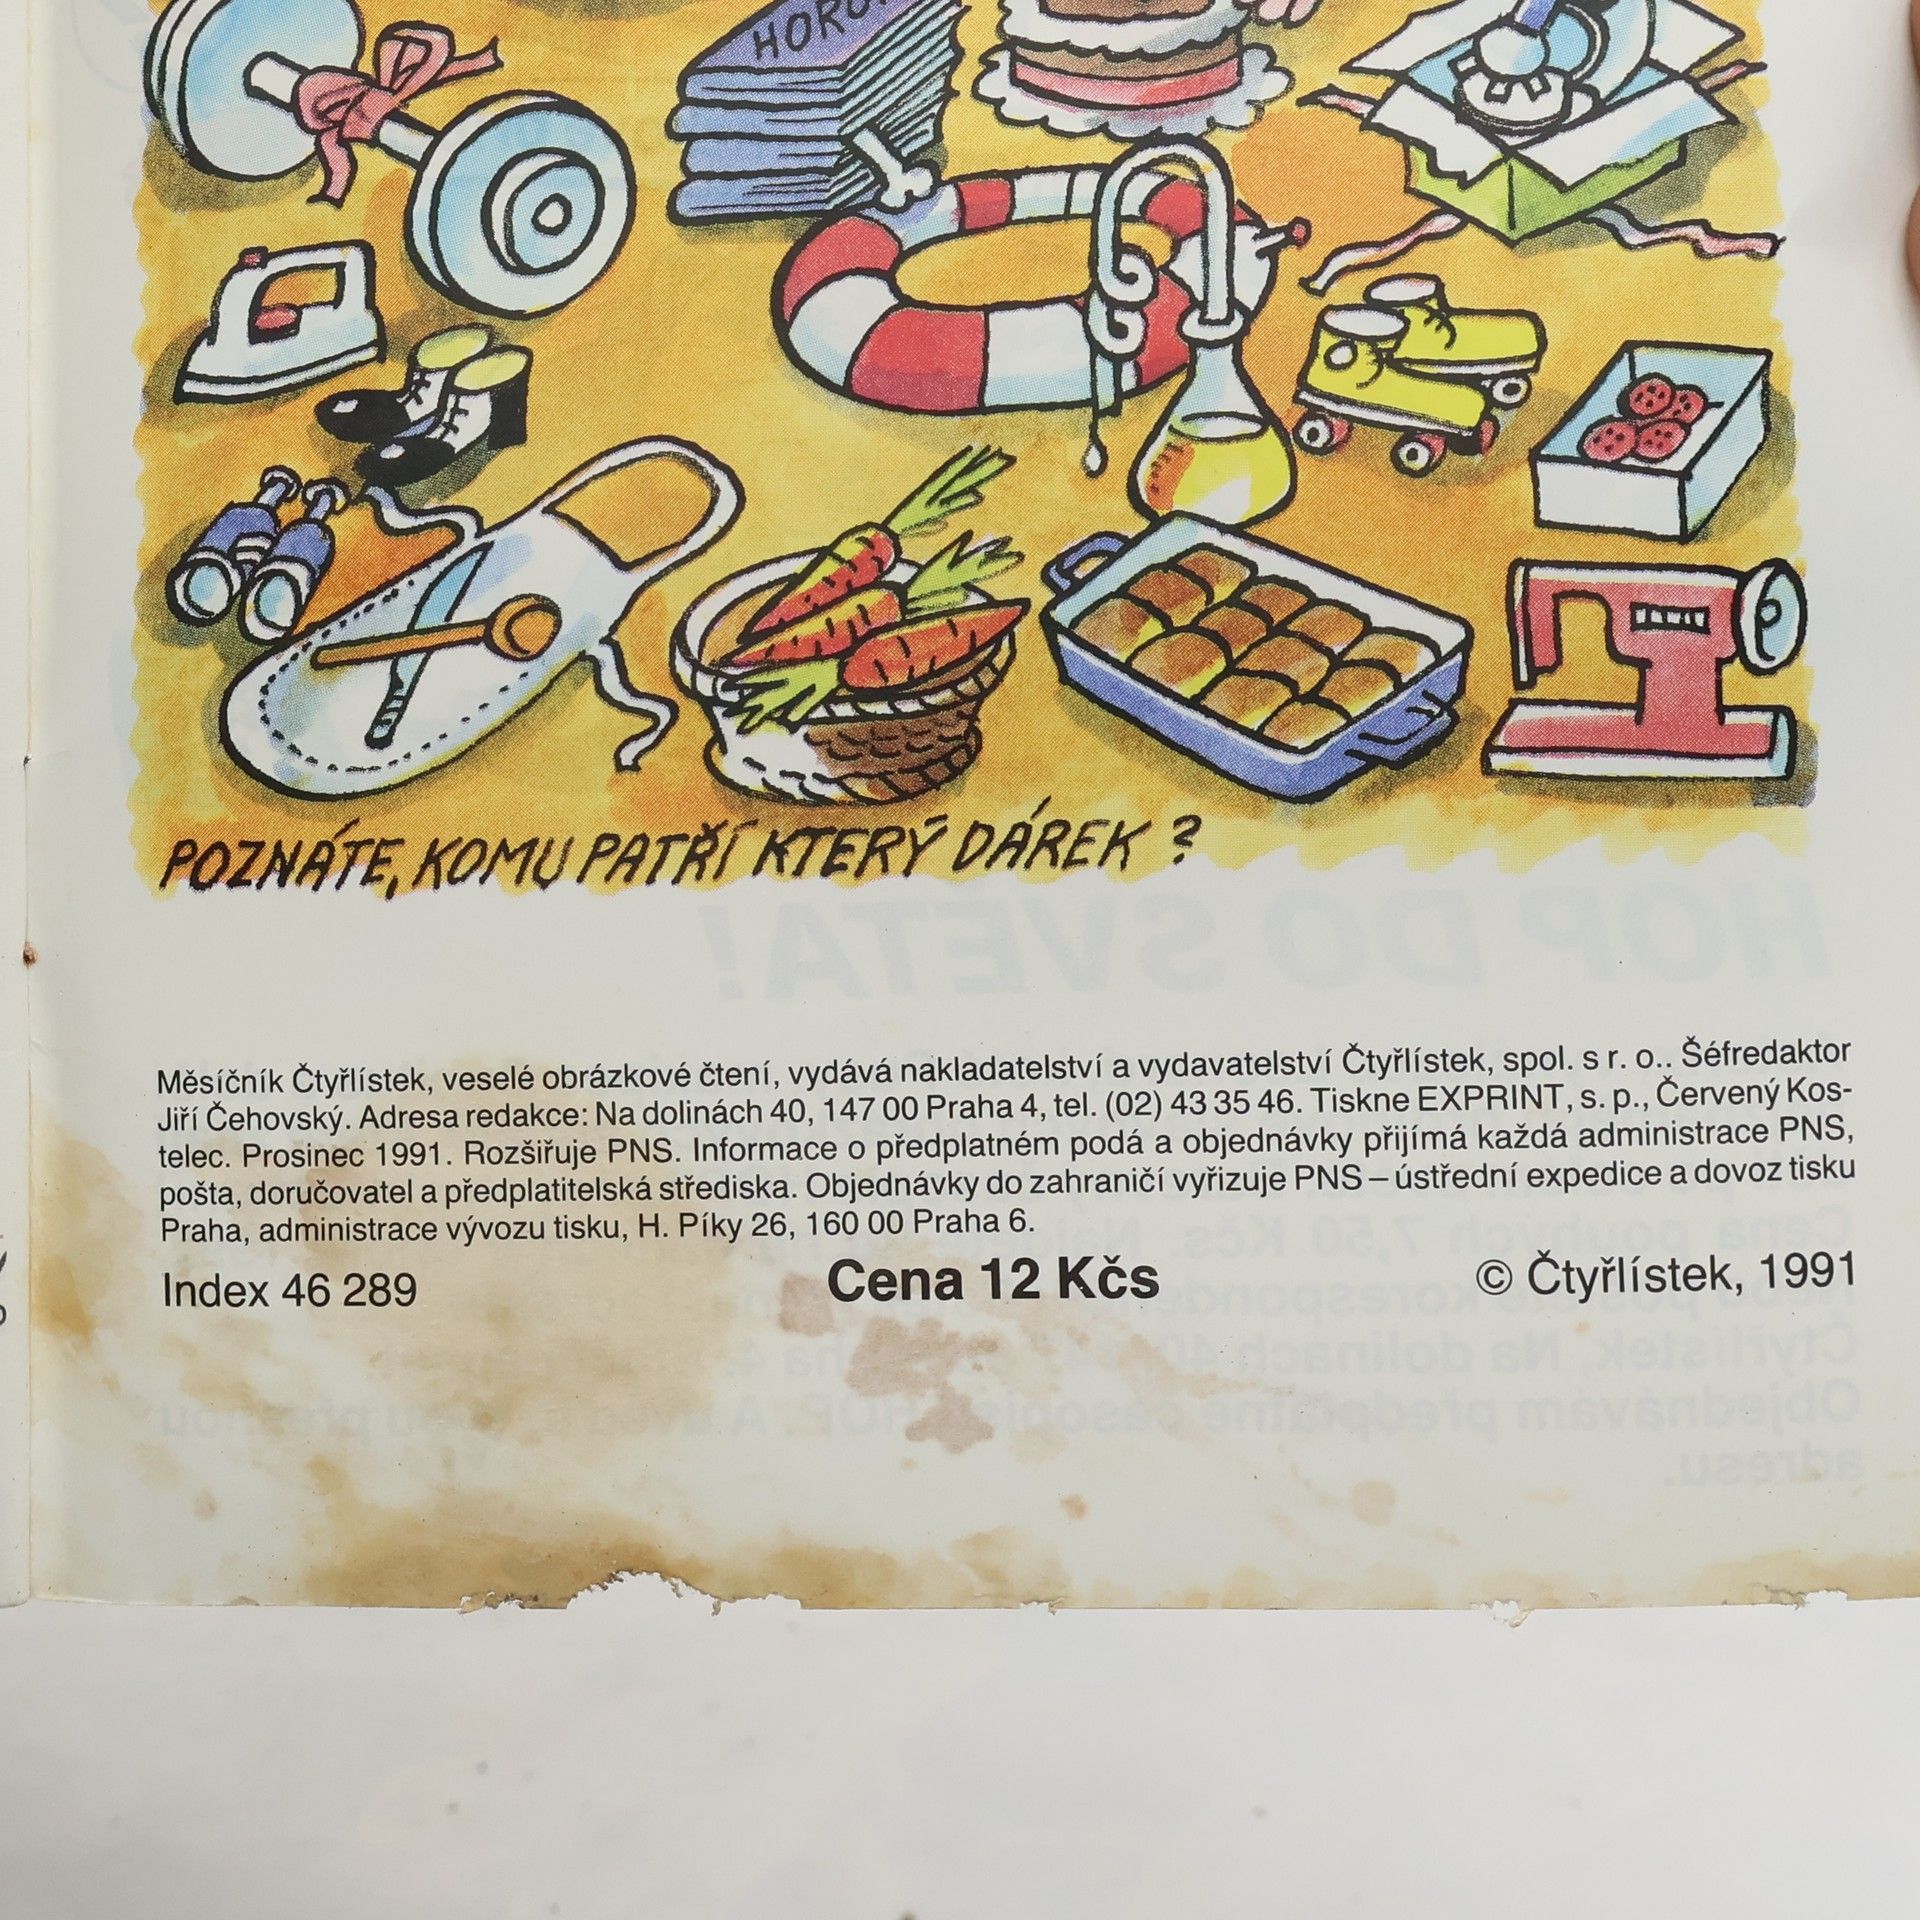 POZNÁTE, KOMU PATŘÍ KTERÝ DÁREK?
Měsíčník Čtyřlístek, veselé obrázkové čtení, vydává nakladatelství a vydavatelství Čtyřlístek, spol. s r. o.. Šéfredaktor
Jiří Čehovský. Adresa redakce: Na dolinách 40, 147 00 Praha 4, tel. (02) 43 35 46. Tiskne EXPRINT, s. p., Červený Kos-
telec. Prosinec 1991. Rozšiřuje PNS. Informace o předplatném podá a objednávky přijímá každá administrace PNS,
pošta, doručovatel a předplatitelská střediska. Objednávky do zahraničí vyřizuje PNS – ústřední expedice a dovoz tisku
Praha, administrace vývozu tisku, H. Píky 26, 160 00 Praha 6.
Index 46 289
Cena 12 Kčs
© Čtyřlístek, 1991